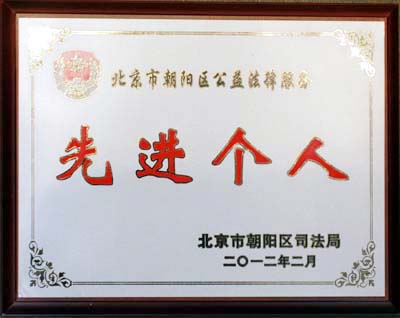 北京市朝阳区公益法律服务
先进个人
北京市朝阳区司法局
二〇一二年二月